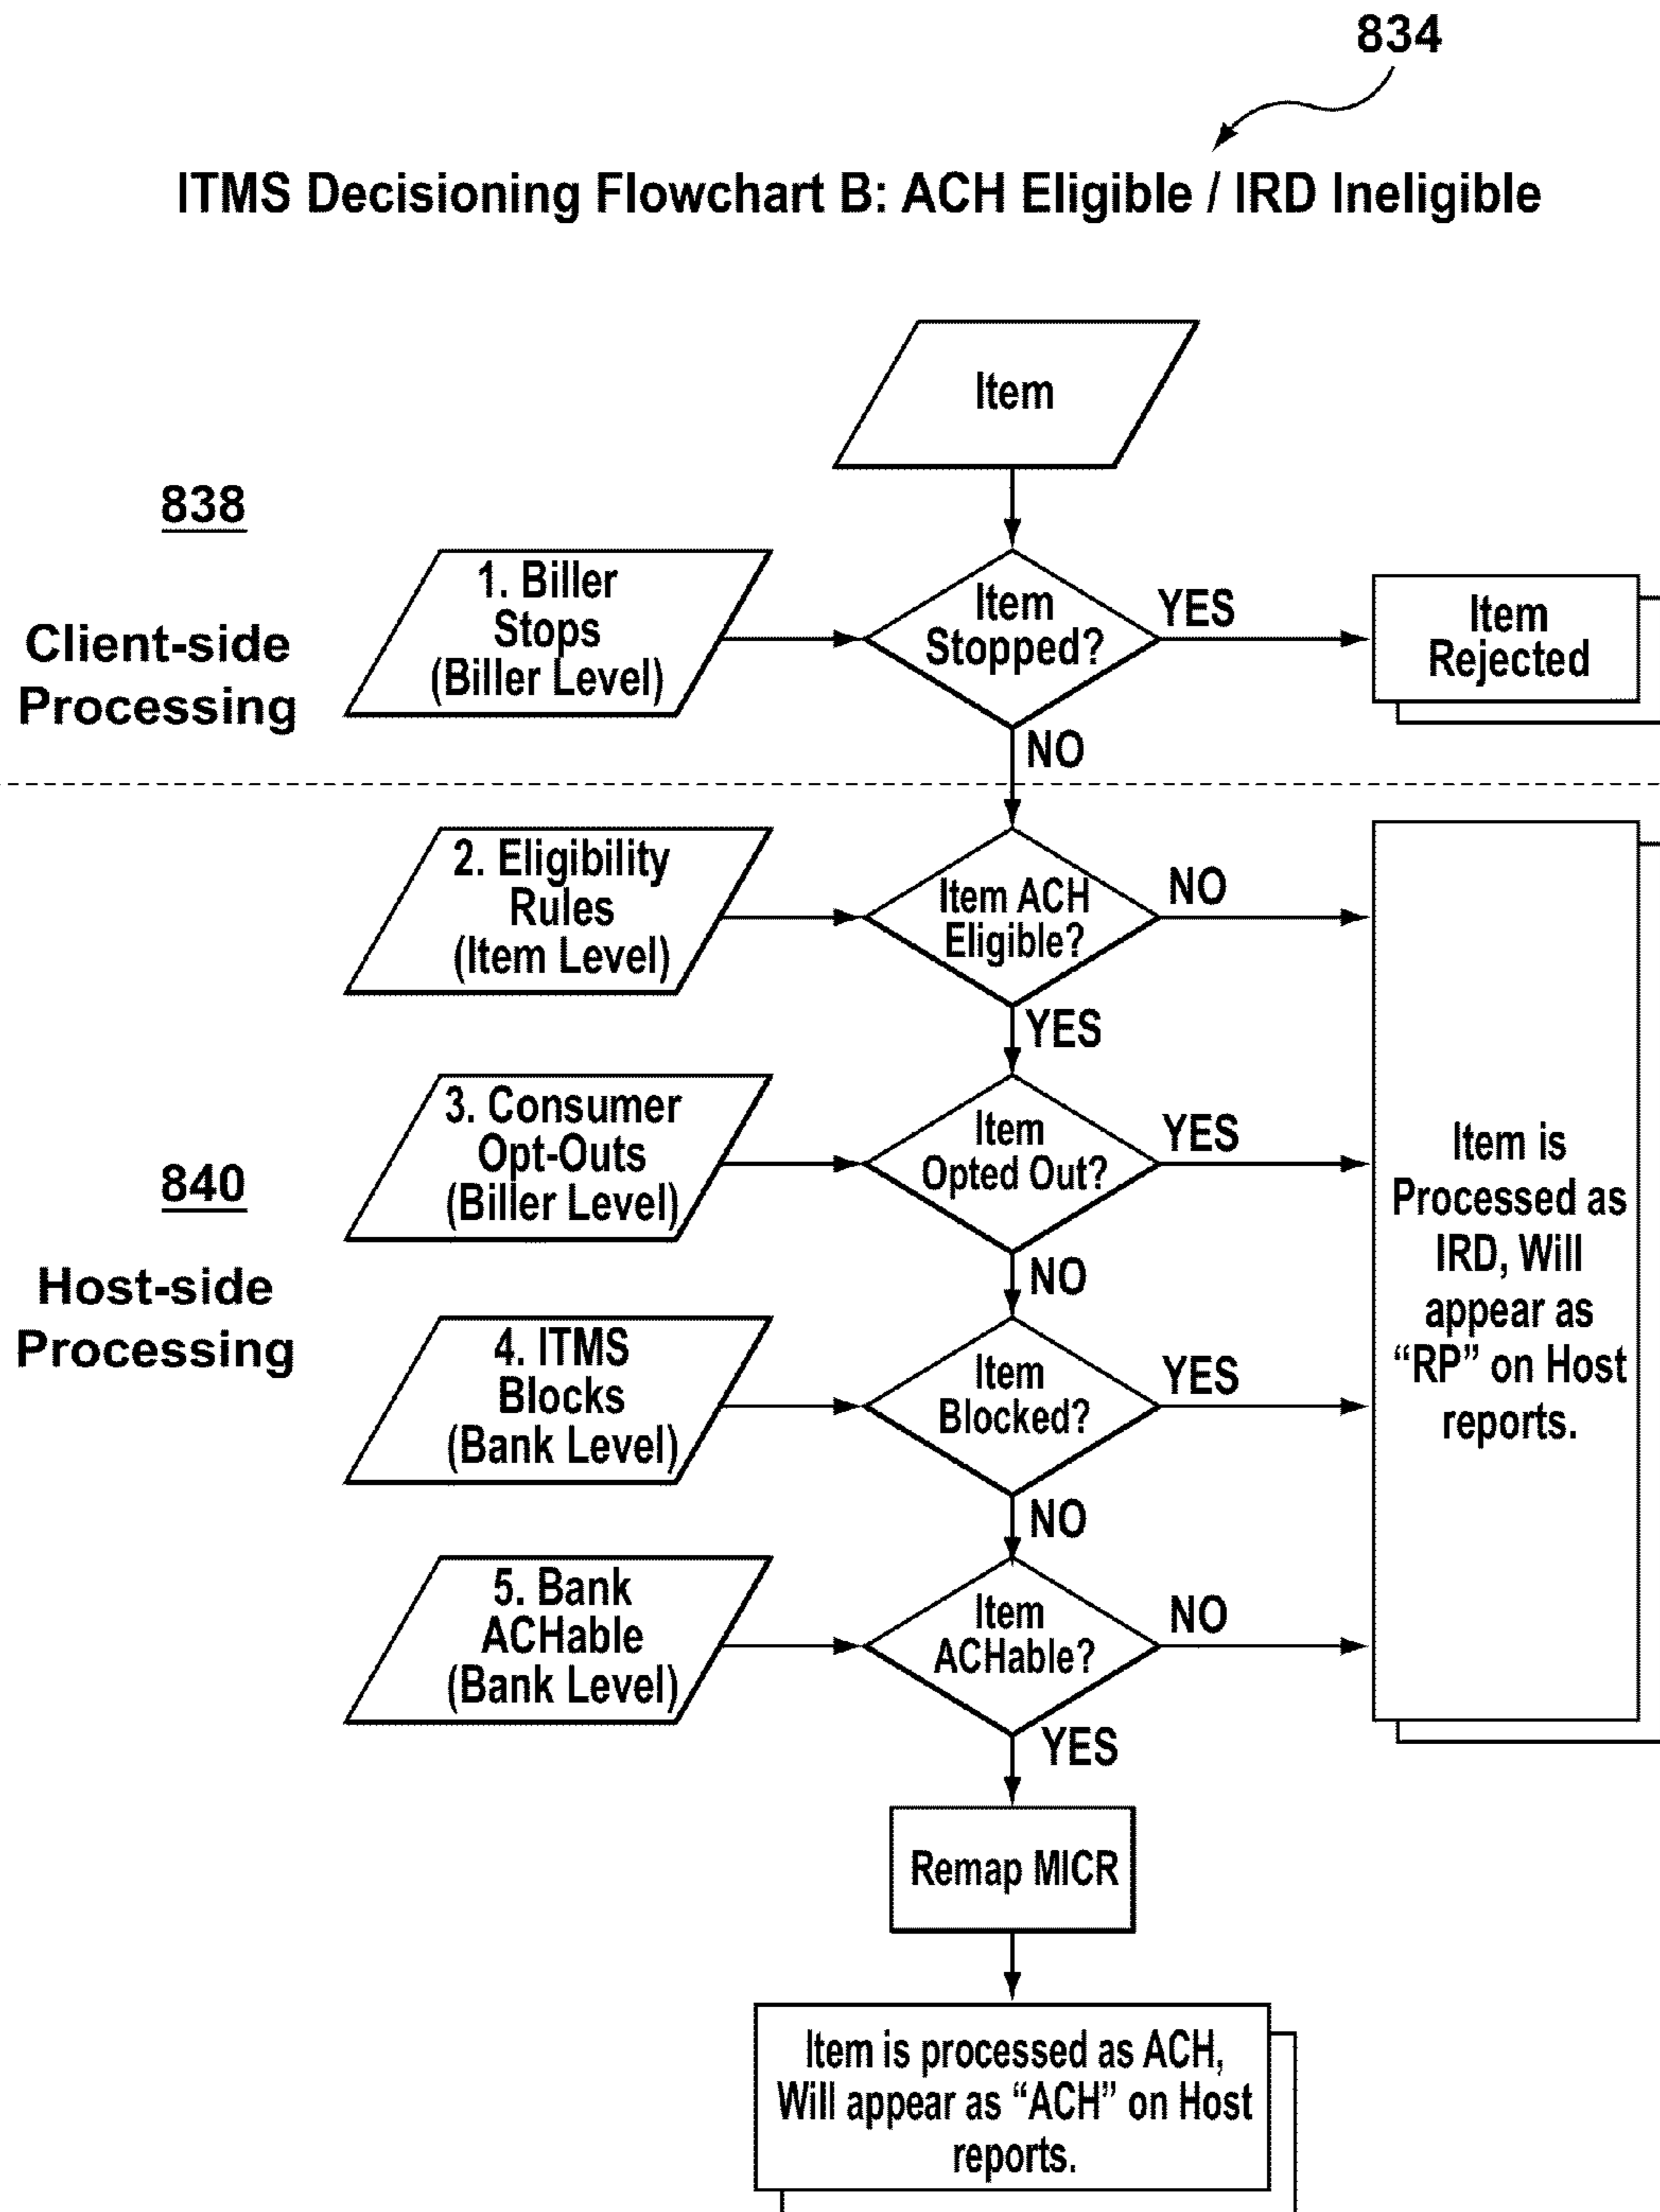 834
ITMS Decisioning Flowchart B: ACH Eligible / IRD Ineligible
Item
838
Client-side
Processing
1. Biller
Stops
(Biller Level)
Item
Stopped?
YES
Item
Rejected
NO
2. Eligibility
Rules
(Item Level)
Item ACH
Eligible?
NO
YES
840
Host-side
Processing
3. Consumer
Opt-Outs
(Biller Level)
Item
Opted Out?
YES
NO
Item is
Processed as
IRD, Will
appear as
“RP” on Host
reports.
4. ITMS
Blocks
(Bank Level)
Item
Blocked?
YES
NO
5. Bank
ACHable
(Bank Level)
Item
ACHable?
NO
YES
Remap MICR
Item is processed as ACH,
Will appear as “ACH” on Host
reports.